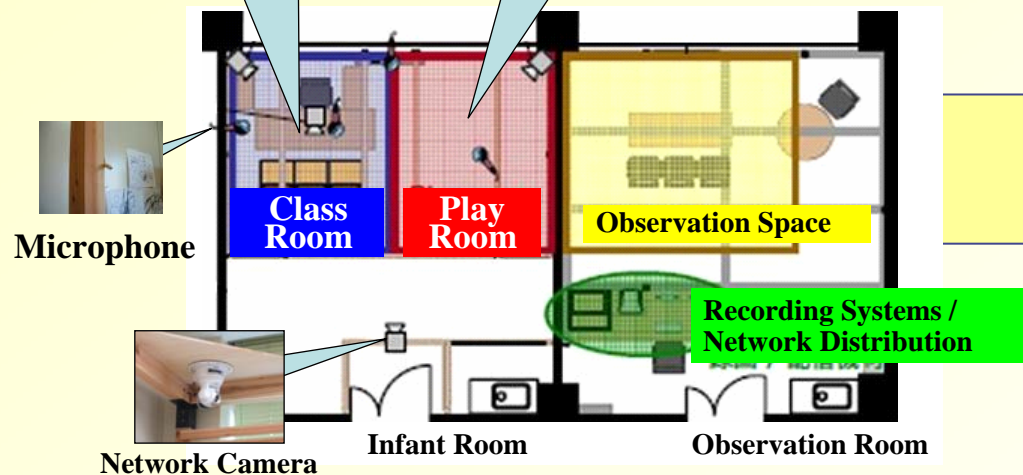 Class
Room
Play
Room
Observation Space
Microphone
Recording Systems /
Network Distribution
Infant Room
Observation Room
Network Camera